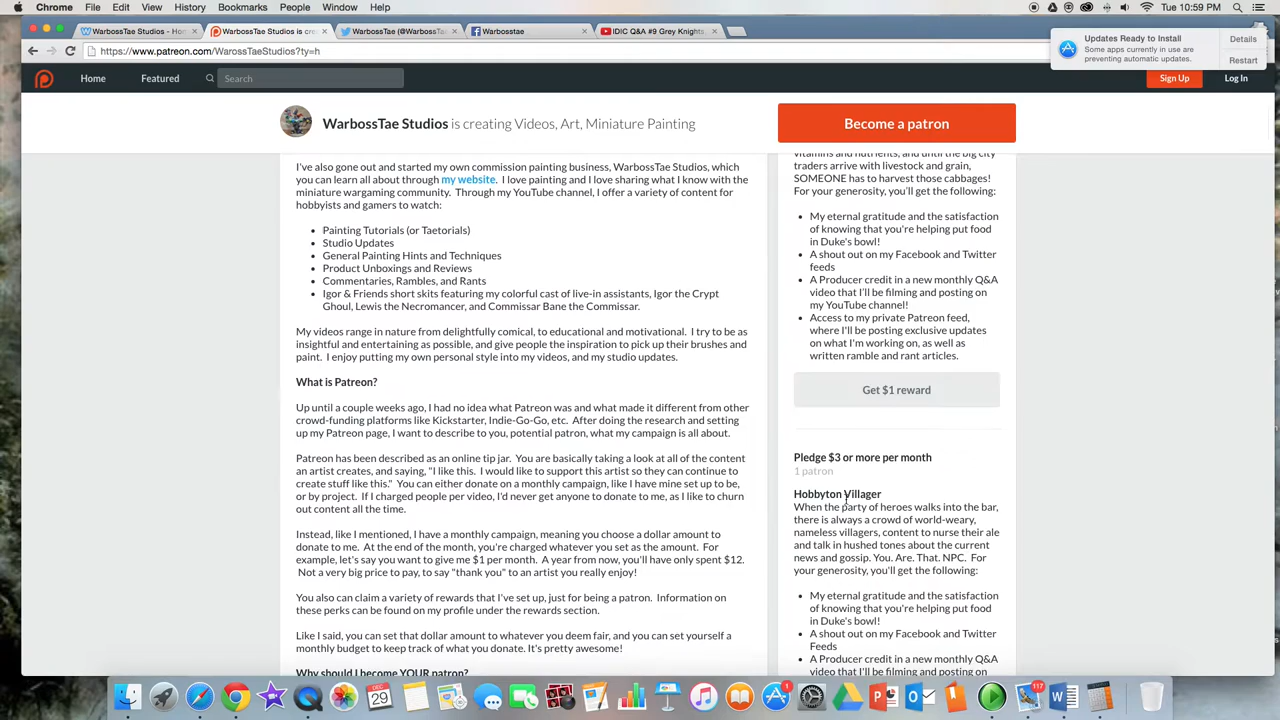 Chrome File Edit View History Bookmarks People Window Help Tue 10:59 PM
WarbossTae Studios - Ho
WarbossTae Studios is crea
WarbossTae (@WarbossTa
Warbosstae
IDIC Q&A #9 Grey Knights
https://www.patreon.com/WarossTaeStudios?ty=h
Updates Ready to Install
Some apps currently in use are
preventing automatic updates.
Details
Restart
Home Featured Search Sign Up Log In
WarbossTae Studios is creating Videos, Art, Miniature Painting
Become a patron
I've also gone out and started my own commission painting business, WarbossTae Studios, which
you can learn all about through my website. I love painting and I love sharing what I know with the
miniature wargaming community. Through my YouTube channel, I offer a variety of content for
hobbyists and gamers to watch:
• Painting Tutorials (or Taetorials)
• Studio Updates
• General Painting Hints and Techniques
• Product Unboxings and Reviews
• Commentaries, Rambles, and Rants
• Igor & Friends short skits featuring my colorful cast of live-in assistants, Igor the Crypt
Ghoul, Lewis the Necromancer, and Commissar Bane the Commissar.
My videos range in nature from delightfully comical, to educational and motivational. I try to be as
insightful and entertaining as possible, and give people the inspiration to pick up their brushes and
paint. I enjoy putting my own personal style into my videos, and my studio updates.
What is Patreon?
Up until a couple weeks ago, I had no idea what Patreon was and what made it different from other
crowd-funding platforms like Kickstarter, Indie-Go-Go, etc. After doing the research and setting
up my Patreon page, I want to describe to you, potential patron, what my campaign is all about.
Patreon has been described as an online tip jar. You are basically taking a look at all of the content
an artist creates, and saying, "I like this. I would like to support this artist so they can continue to
create stuff like this." You can either donate on a monthly campaign, like I have mine set up to be,
or by project. If I charged people per video, I'd never get anyone to donate to me, as I like to churn
out content all the time.
Instead, like I mentioned, I have a monthly campaign, meaning you choose a dollar amount to
donate to me. At the end of the month, you're charged whatever you set as the amount. For
example, let's say you want to give me $1 per month. A year from now, you'll have only spent $12.
Not a very big price to pay, to say "thank you" to an artist you really enjoy!
You also can claim a variety of rewards that I've set up, just for being a patron. Information on
these perks can be found on my profile under the rewards section.
Like I said, you can set that dollar amount to whatever you deem fair, and you can set yourself a
monthly budget to keep track of what you donate. It's pretty awesome!
Why should I become YOUR patron?
vitamins and nutrients, and until the big city
traders arrive with livestock and grain,
SOMEONE has to harvest those cabbages!
For your generosity, you'll get the following:
• My eternal gratitude and the satisfaction
of knowing that you're helping put food
in Duke's bowl!
• A shout out on my Facebook and Twitter
feeds
• A Producer credit in a new monthly Q&A
video that I'll be filming and posting on
my YouTube channel!
• Access to my private Patreon feed,
where I'll be posting exclusive updates
on what I'm working on, as well as
written ramble and rant articles.
Get $1 reward
Pledge $3 or more per month
1 patron
Hobbyton Villager
When the party of heroes walks into the bar,
there is always a crowd of world-weary,
nameless villagers, content to nurse their ale
and talk in hushed tones about the current
news and gossip. You. Are. That. NPC. For
your generosity, you'll get the following:
• My eternal gratitude and the satisfaction
of knowing that you're helping put food
in Duke's bowl!
• A shout out on my Facebook and Twitter
Feeds
• A Producer credit in a new monthly Q&A
video that I'll be filming and posting on
DEC
29
1
117